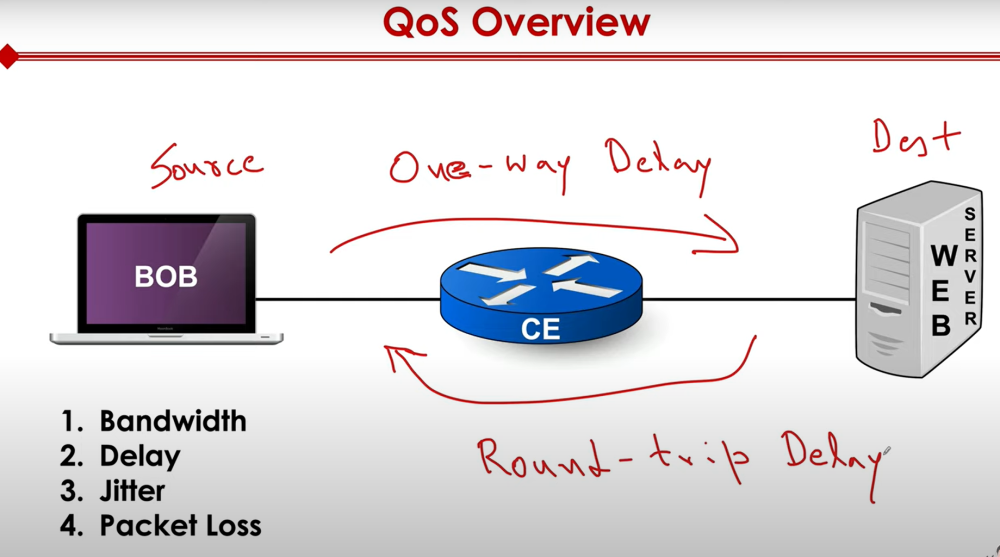 QoS Overview
Source
One-way Delay
Dest
BOB
CE
WEB
SERVER
Round-trip Delay
1. Bandwidth
2. Delay
3. Jitter
4. Packet Loss